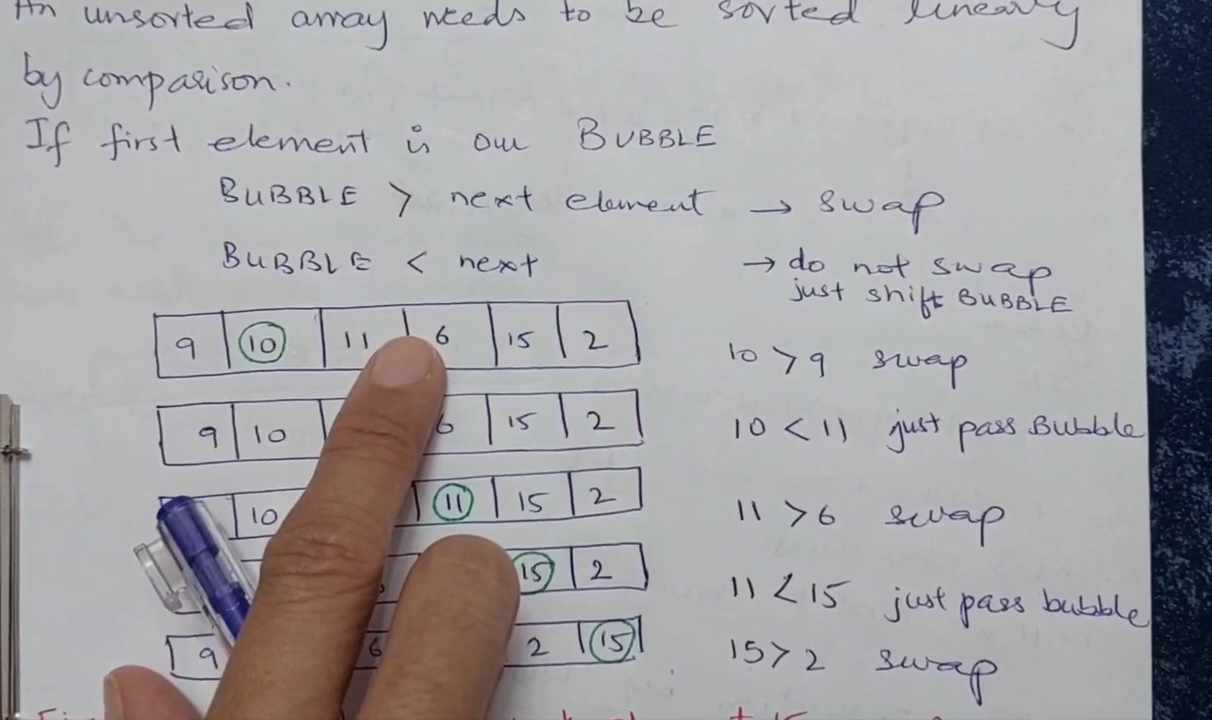 An unsorted array needs to be sorted linearly
by comparison.
If first element is our BUBBLE
BUBBLE > next element → swap
BUBBLE < next → do not swap
just shift BUBBLE
9 10 11 6 15 2 10 > 9 swap
9 10 6 15 2 10 < 11 just pass Bubble
10 11 15 2 11 > 6 swap
15 2 11 < 15 just pass bubble
9 6 2 15 15 > 2 swap